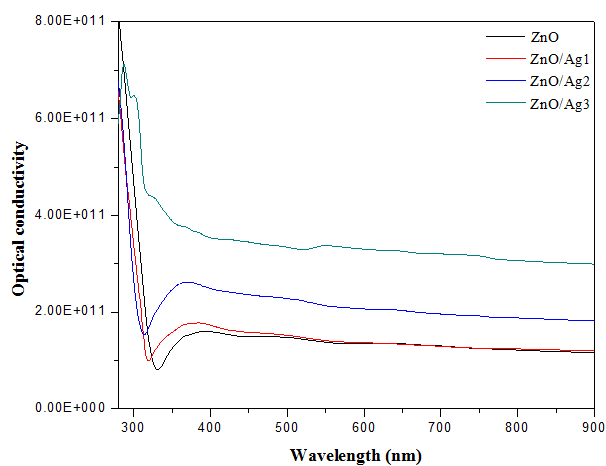 8.00E+011
6.00E+011
4.00E+011
2.00E+011
0.00E+000
Optical conductivity
ZnO
ZnO/Ag1
ZnO/Ag2
ZnO/Ag3
300 400 500 600 700 800 900
Wavelength (nm)